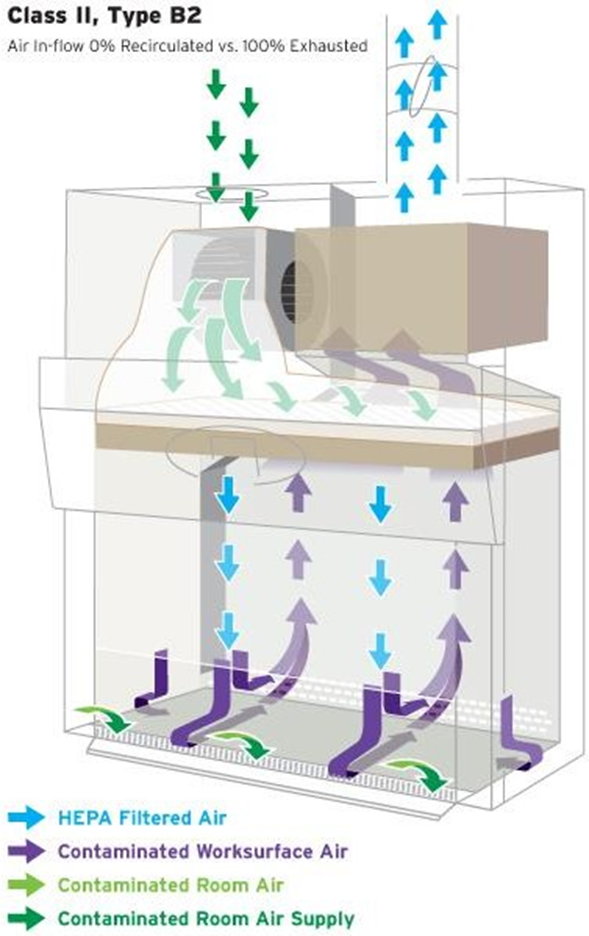 Class II, Type B2
Air In-flow 0% Recirculated vs. 100% Exhausted
HEPA Filtered Air
Contaminated Worksurface Air
Contaminated Room Air
Contaminated Room Air Supply